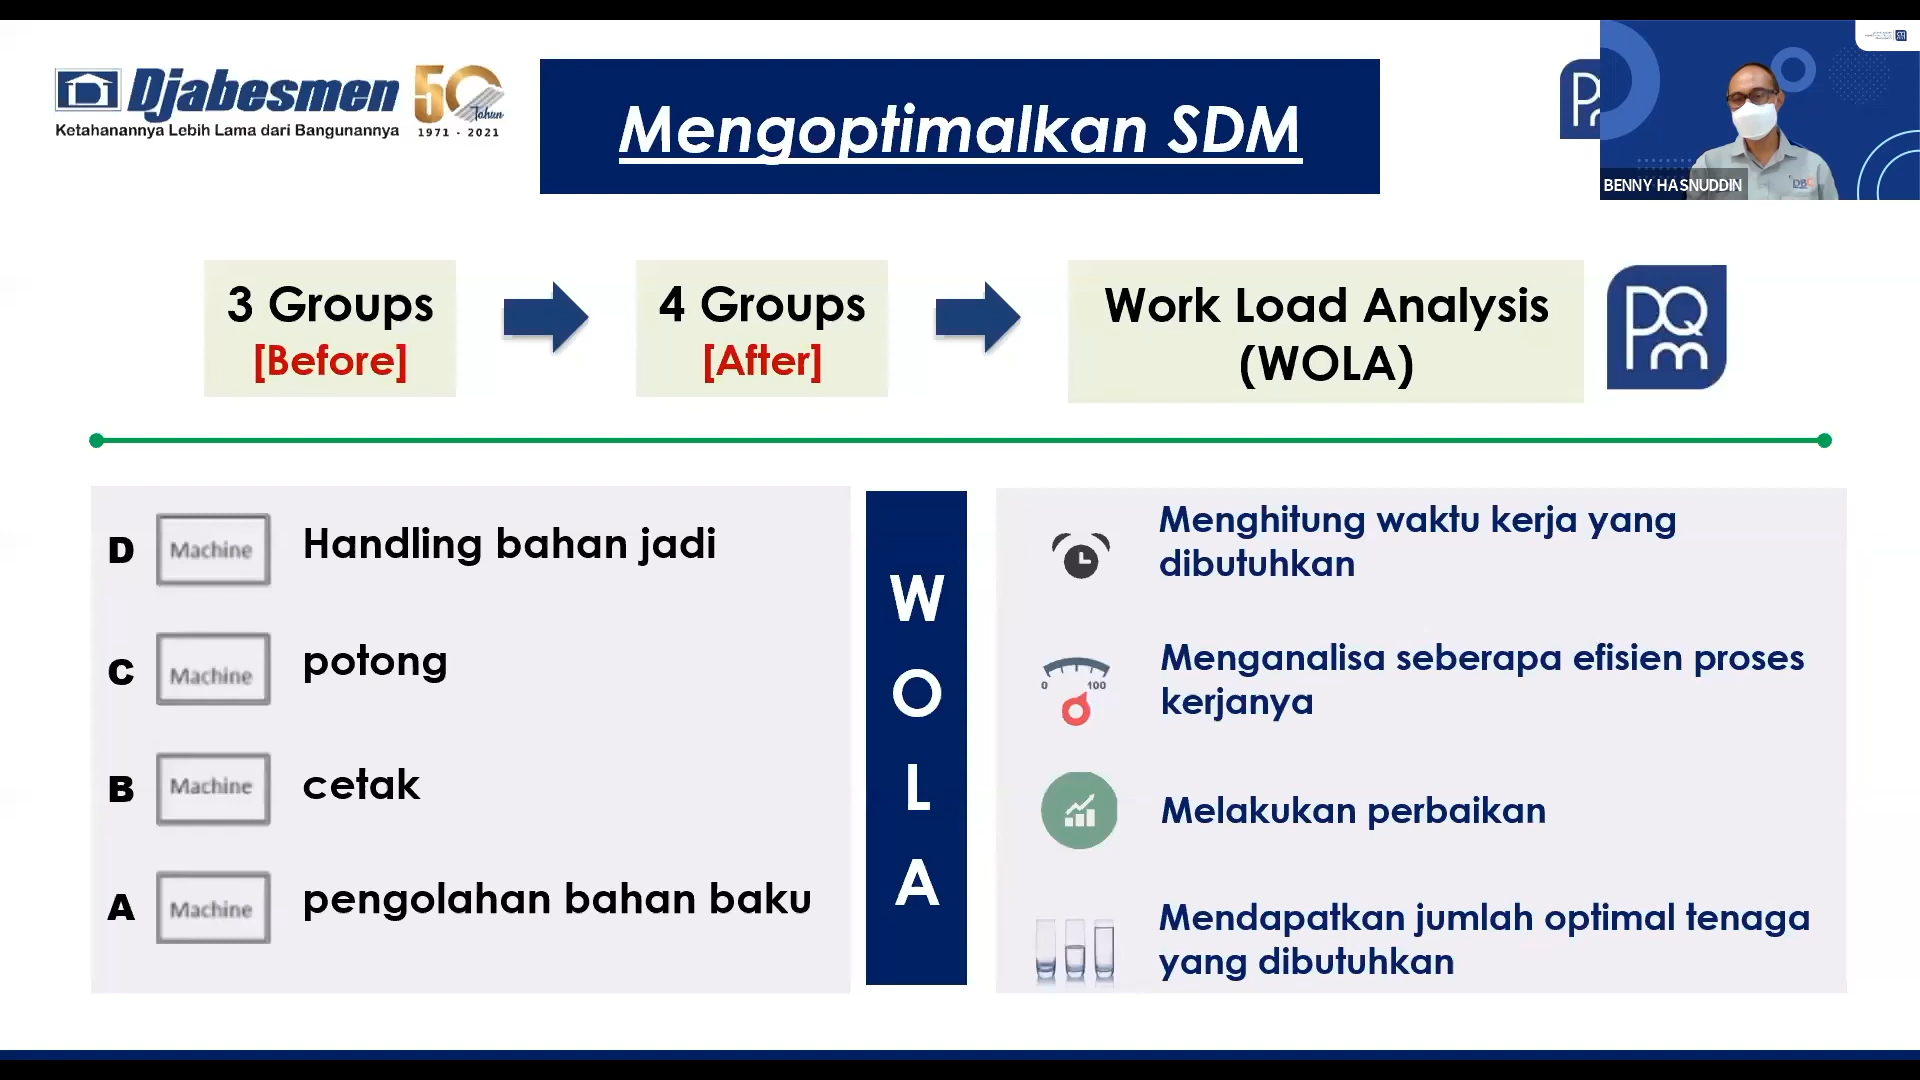 Djabesmen
Ketahanannya Lebih Lama dari Bangunannya
50
Tahun
1971 - 2021
Mengoptimalkan SDM
BENNY HASNUDDIN
3 Groups
[Before]
4 Groups
[After]
Work Load Analysis
(WOLA)
PQm
D
Machine
Handling bahan jadi
C
Machine
potong
B
Machine
cetak
A
Machine
pengolahan bahan baku
W
O
L
A
Menghitung waktu kerja yang
dibutuhkan
0 100
Menganalisa seberapa efisien proses
kerjanya
Melakukan perbaikan
Mendapatkan jumlah optimal tenaga
yang dibutuhkan